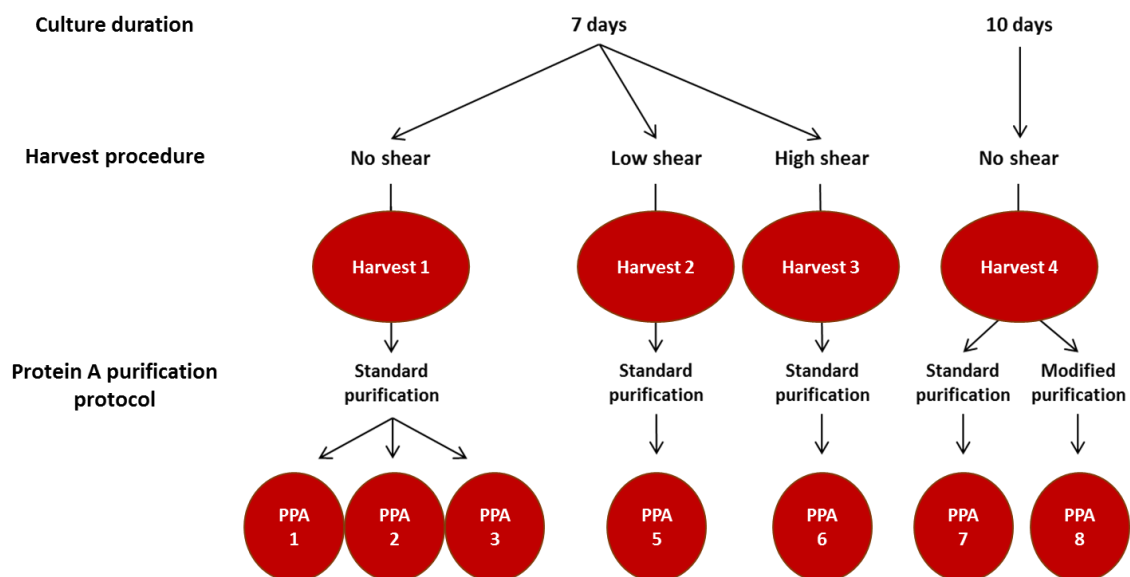 Culture duration
7 days
10 days
Harvest procedure
No shear
Low shear
High shear
No shear
Harvest 1
Harvest 2
Harvest 3
Harvest 4
Protein A purification
protocol
Standard
purification
Standard
purification
Standard
purification
Standard
purification
Modified
purification
PPA
1
PPA
2
PPA
3
PPA
5
PPA
6
PPA
7
PPA
8